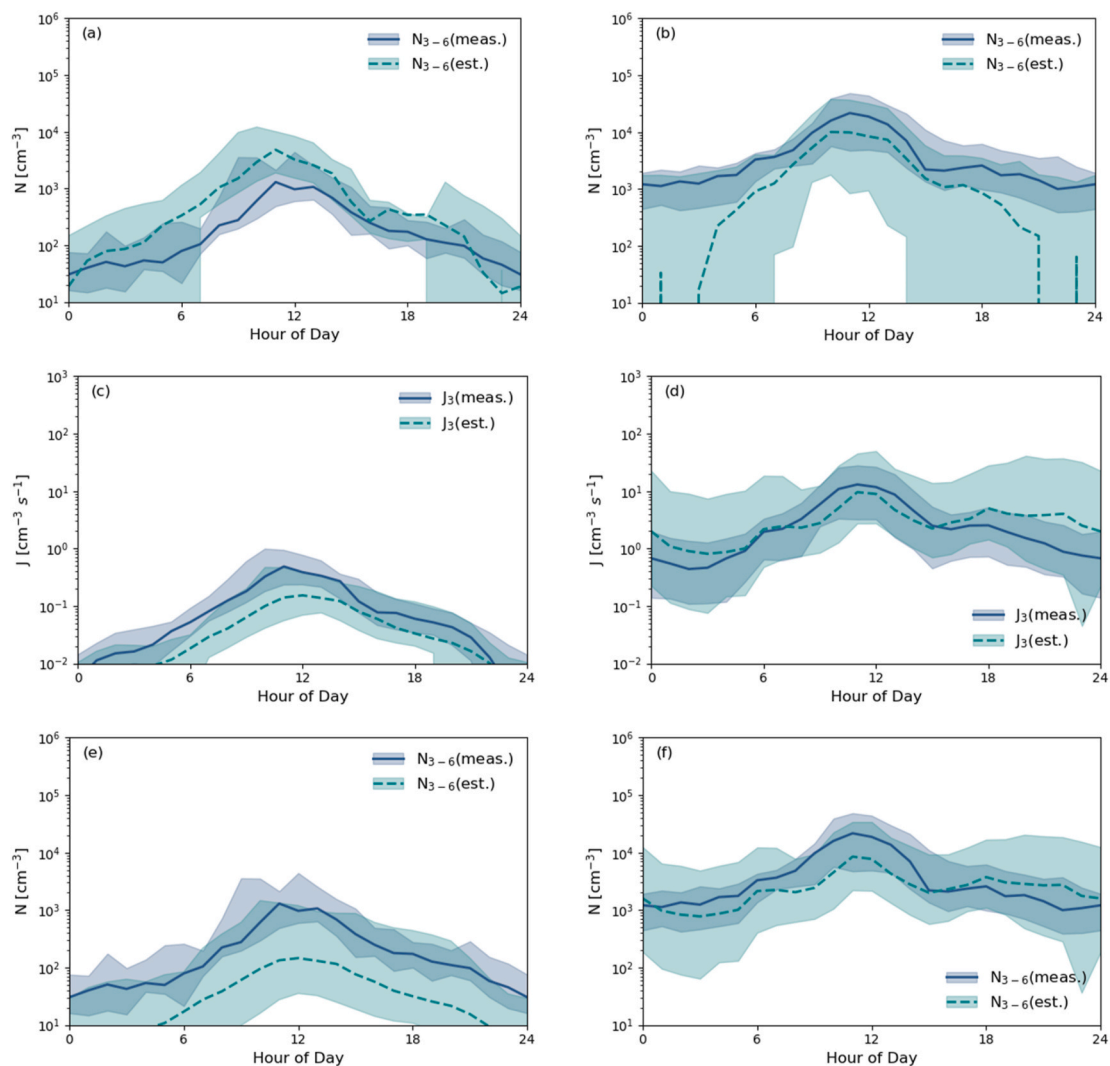 (a)
N₃₋₆(meas.)
N₃₋₆(est.)
N [cm⁻³]
10⁶
10⁵
10⁴
10³
10²
10¹
0 6 12 18 24
Hour of Day
(b)
N₃₋₆(meas.)
N₃₋₆(est.)
N [cm⁻³]
10⁶
10⁵
10⁴
10³
10²
10¹
0 6 12 18 24
Hour of Day
(c)
J₃(meas.)
J₃(est.)
J [cm⁻³ s⁻¹]
10³
10²
10¹
10⁰
10⁻¹
10⁻²
0 6 12 18 24
Hour of Day
(d)
J₃(meas.)
J₃(est.)
J [cm⁻³ s⁻¹]
10³
10²
10¹
10⁰
10⁻¹
10⁻²
0 6 12 18 24
Hour of Day
(e)
N₃₋₆(meas.)
N₃₋₆(est.)
N [cm⁻³]
10⁶
10⁵
10⁴
10³
10²
10¹
0 6 12 18 24
Hour of Day
(f)
N₃₋₆(meas.)
N₃₋₆(est.)
N [cm⁻³]
10⁶
10⁵
10⁴
10³
10²
10¹
0 6 12 18 24
Hour of Day